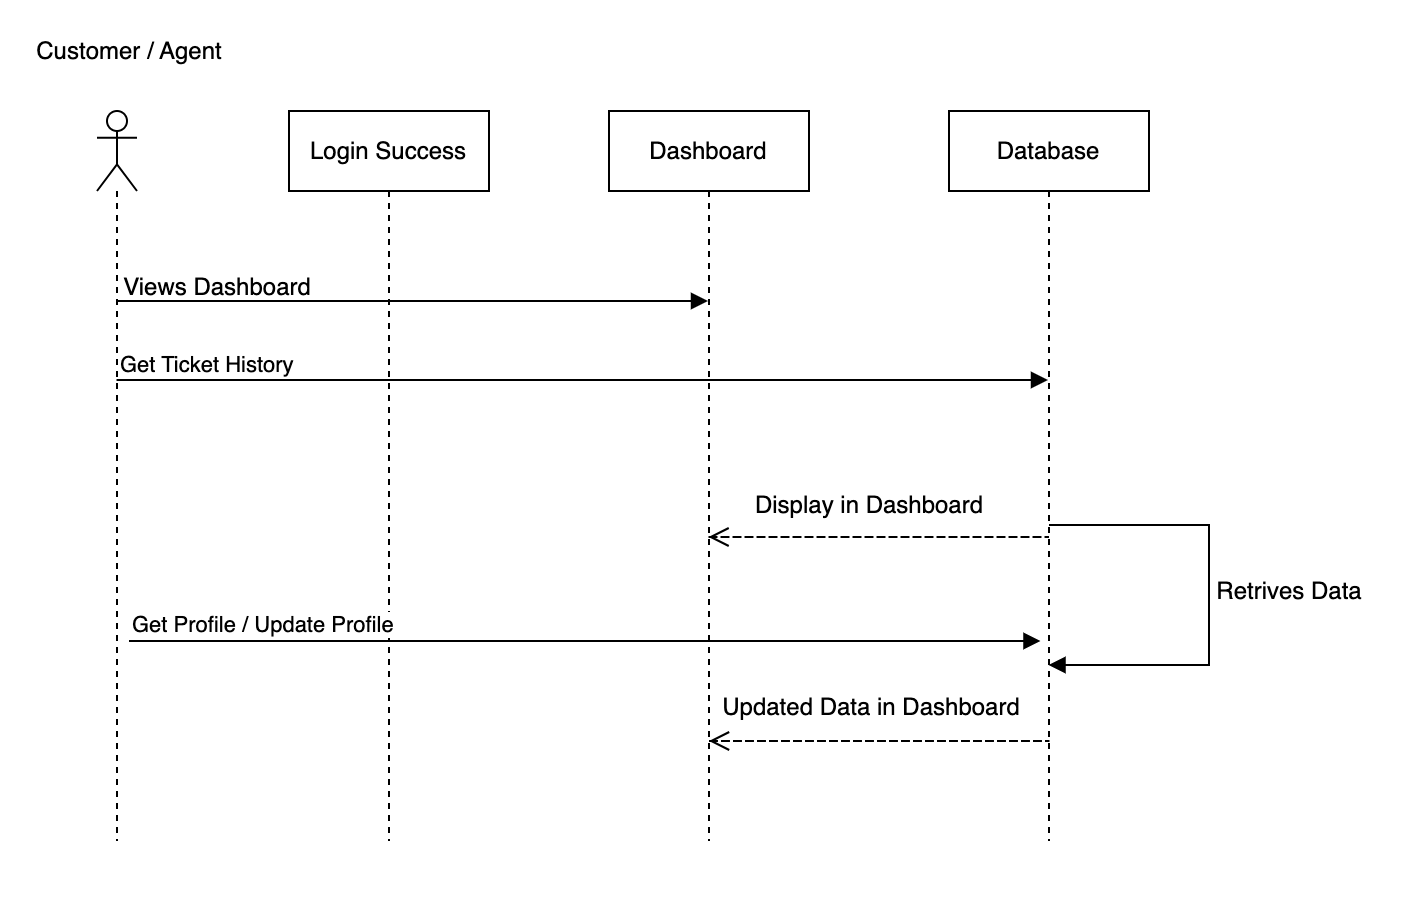 Customer / Agent
Login Success
Dashboard
Database
Views Dashboard
Get Ticket History
Display in Dashboard
Retrives Data
Get Profile / Update Profile
Updated Data in Dashboard